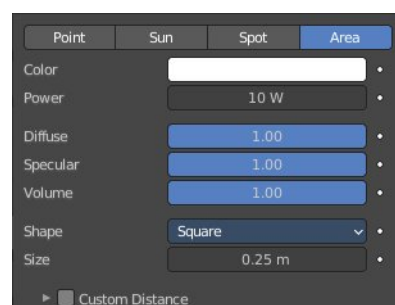 Point Sun Spot Area
Color
Power 10 W
Diffuse 1.00
Specular 1.00
Volume 1.00
Shape Square
Size 0.25 m
Custom Distance